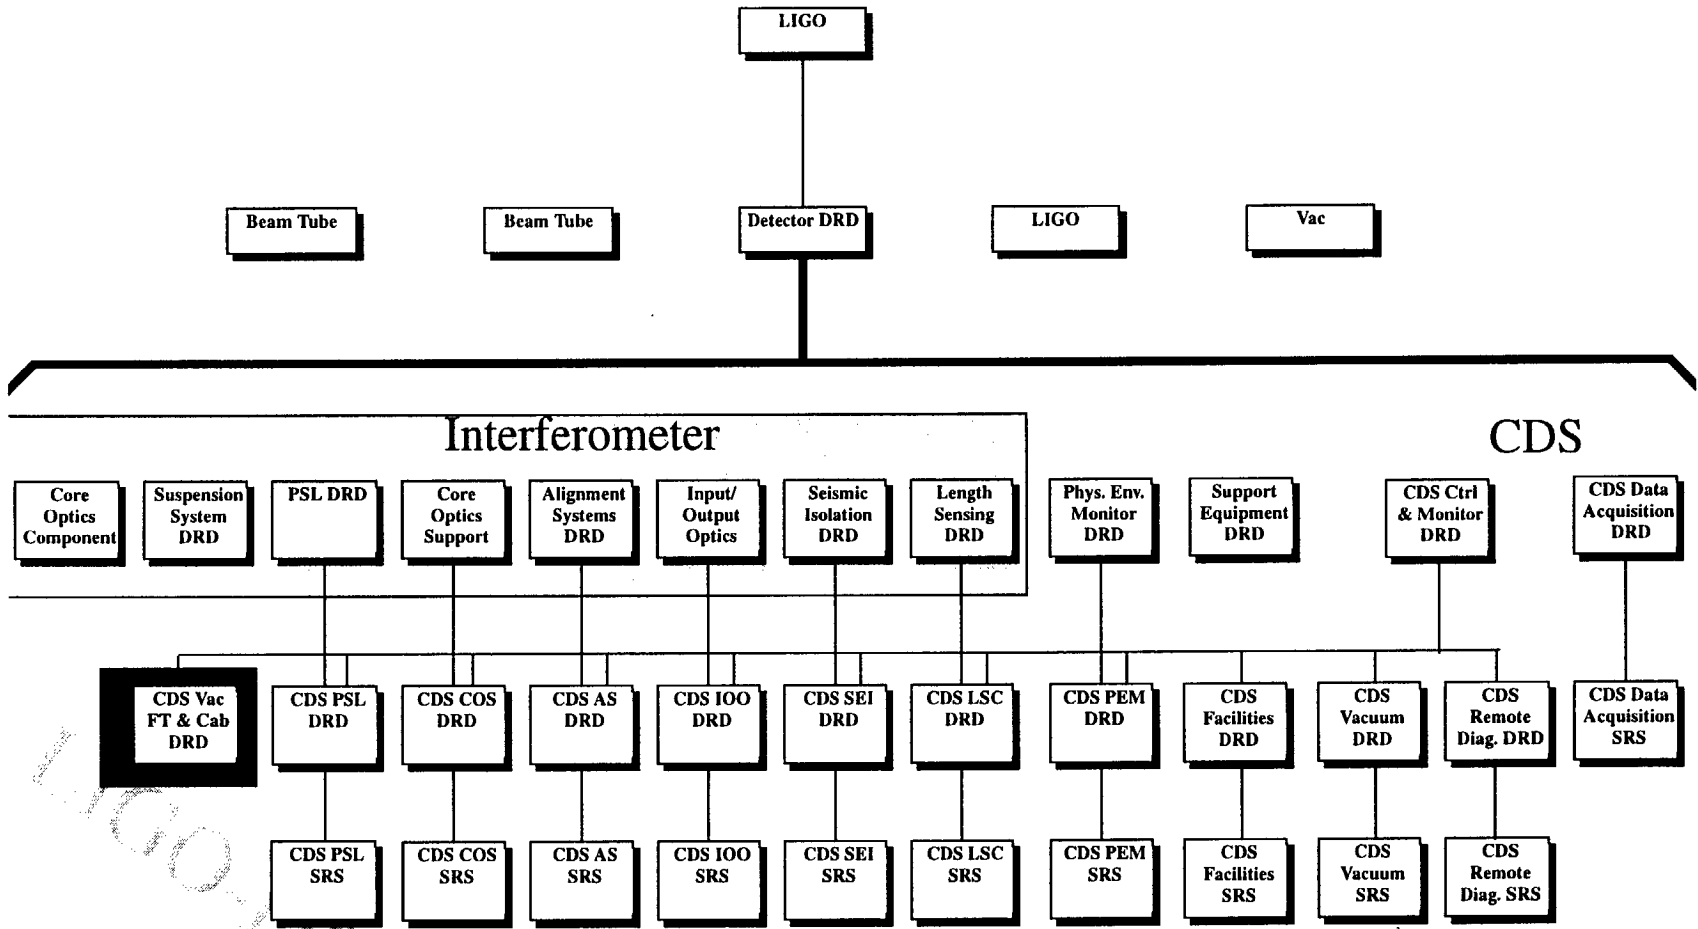 LIGO
Beam Tube
Beam Tube
Detector DRD
LIGO
Vac
Interferometer
CDS
Core
Optics
Component
Suspension
System
DRD
PSL DRD
Core
Optics
Support
Alignment
Systems
DRD
Input/
Output
Optics
Seismic
Isolation
DRD
Length
Sensing
DRD
Phys. Env.
Monitor
DRD
Support
Equipment
DRD
CDS Ctrl
& Monitor
DRD
CDS Data
Acquisition
DRD
CDS Vac
FT & Cab
DRD
CDS PSL
DRD
CDS COS
DRD
CDS AS
DRD
CDS IOO
DRD
CDS SEI
DRD
CDS LSC
DRD
CDS PEM
DRD
CDS
Facilities
DRD
CDS
Vacuum
DRD
CDS
Remote
Diag. DRD
CDS Data
Acquisition
SRS
LIGO-
CDS PSL
SRS
CDS COS
SRS
CDS AS
SRS
CDS IOO
SRS
CDS SEI
SRS
CDS LSC
SRS
CDS PEM
SRS
CDS
Facilities
SRS
CDS
Vacuum
SRS
CDS
Remote
Diag. SRS